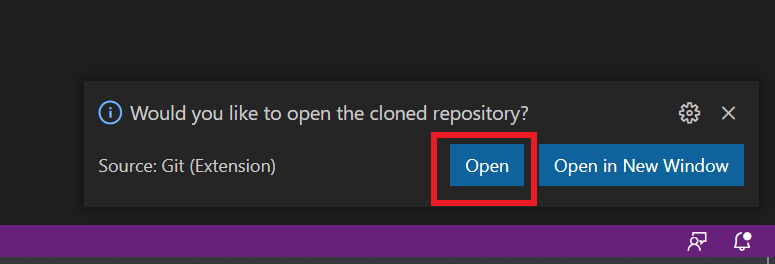 Would you like to open the cloned repository?
Source: Git (Extension)
Open
Open in New Window